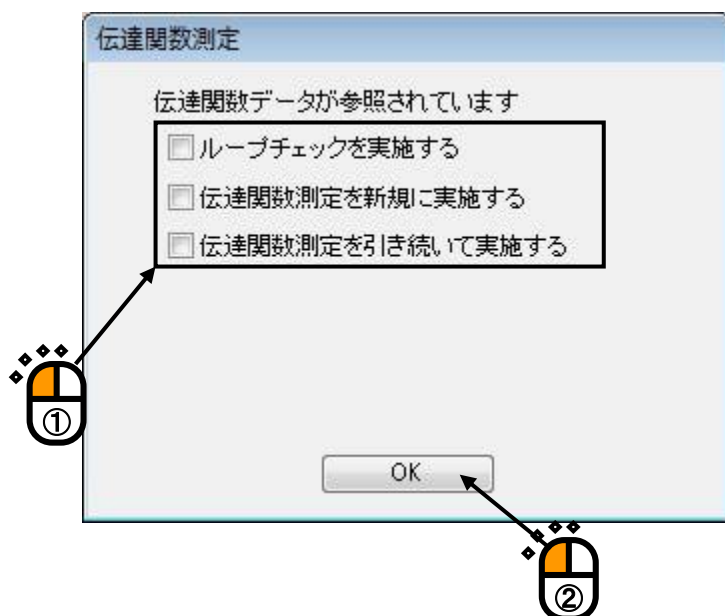 伝達関数測定
伝達関数データが参照されています
ループチェックを実施する
伝達関数測定を新規に実施する
伝達関数測定を引き続いて実施する
①
OK
②